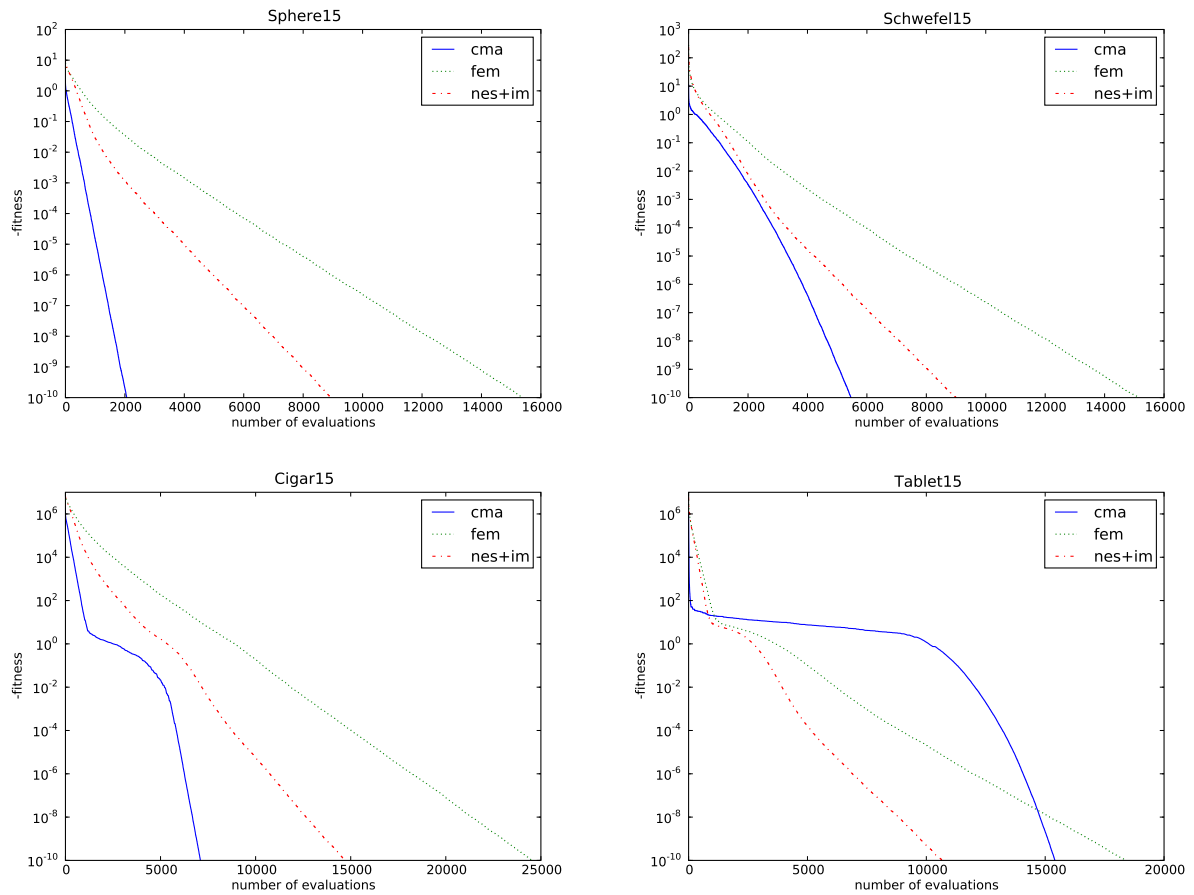 Sphere15
10^2
10^1
10^0
10^-1
10^-2
10^-3
10^-4
10^-5
10^-6
10^-7
10^-8
10^-9
10^-10
-fitness
cma
fem
nes+im
0 2000 4000 6000 8000 10000 12000 14000 16000
number of evaluations
Schwefel15
10^3
10^2
10^1
10^0
10^-1
10^-2
10^-3
10^-4
10^-5
10^-6
10^-7
10^-8
10^-9
10^-10
-fitness
cma
fem
nes+im
0 2000 4000 6000 8000 10000 12000 14000 16000
number of evaluations
Cigar15
10^6
10^4
10^2
10^0
10^-2
10^-4
10^-6
10^-8
10^-10
-fitness
cma
fem
nes+im
0 5000 10000 15000 20000 25000
number of evaluations
Tablet15
10^6
10^4
10^2
10^0
10^-2
10^-4
10^-6
10^-8
10^-10
-fitness
cma
fem
nes+im
0 5000 10000 15000 20000
number of evaluations